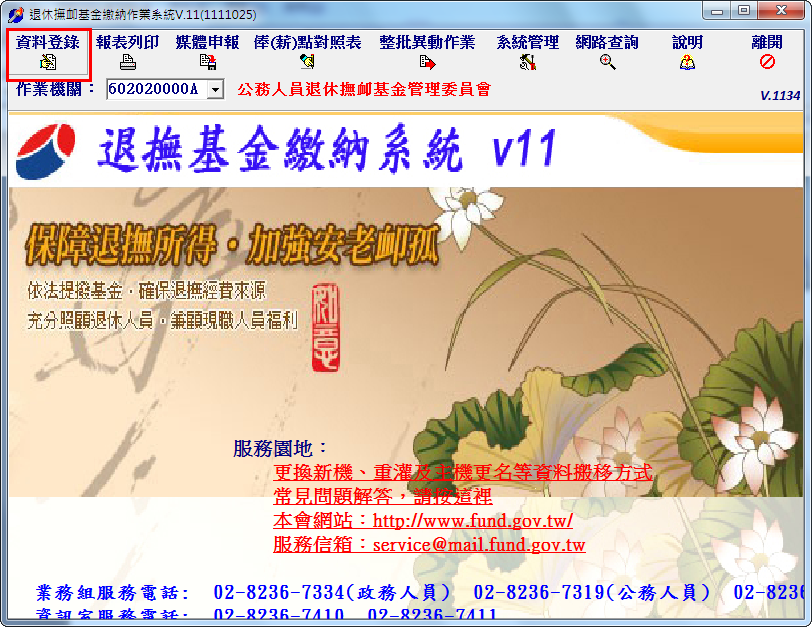 退休撫卹基金繳納作業系統V.11(1111025)
資料登錄 報表列印 媒體申報 俸(薪)點對照表 整批異動作業 系統管理 網路查詢 說明 離開
作業機關： 602020000A 公務人員退休撫卹基金管理委員會
V.1134
退撫基金繳納系統 v11
保障退撫所得・加強安老卹孤
依法提撥基金・確保退撫經費來源
充分照顧退休人員・兼顧現職人員福利
如意
服務園地：
更換新機、重灌及主機更名等資料搬移方式
常見問題解答，請按這裡
本會網站：http://www.fund.gov.tw/
服務信箱：service@mail.fund.gov.tw
業務組服務電話: 02-8236-7334(政務人員) 02-8236-7319(公務人員) 02-8236
資訊室服務電話: 02-8236-7410、02-8236-7411